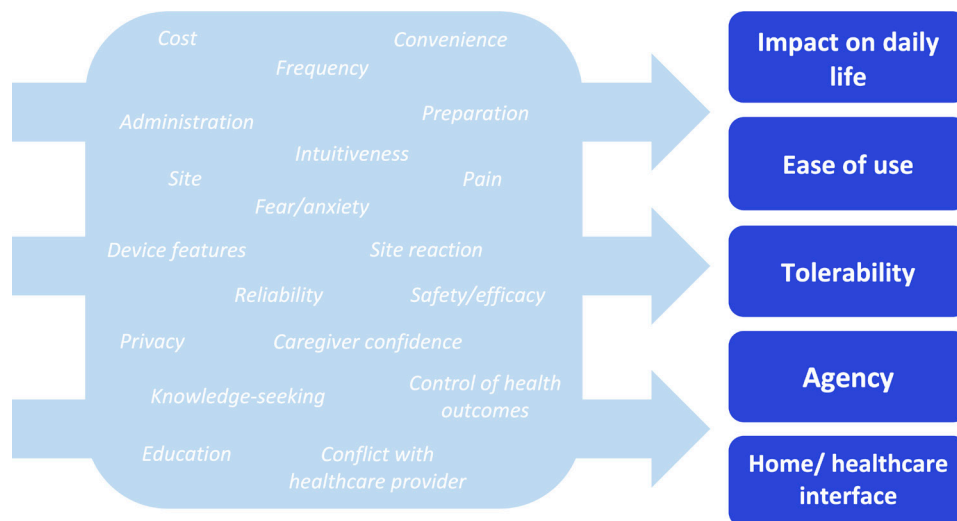 Cost
Convenience
Frequency
Administration
Preparation
Intuitiveness
Site
Pain
Fear/anxiety
Device features
Site reaction
Reliability
Safety/efficacy
Privacy
Caregiver confidence
Knowledge-seeking
Control of health
outcomes
Education
Conflict with
healthcare provider
Impact on daily
life
Ease of use
Tolerability
Agency
Home/ healthcare
interface